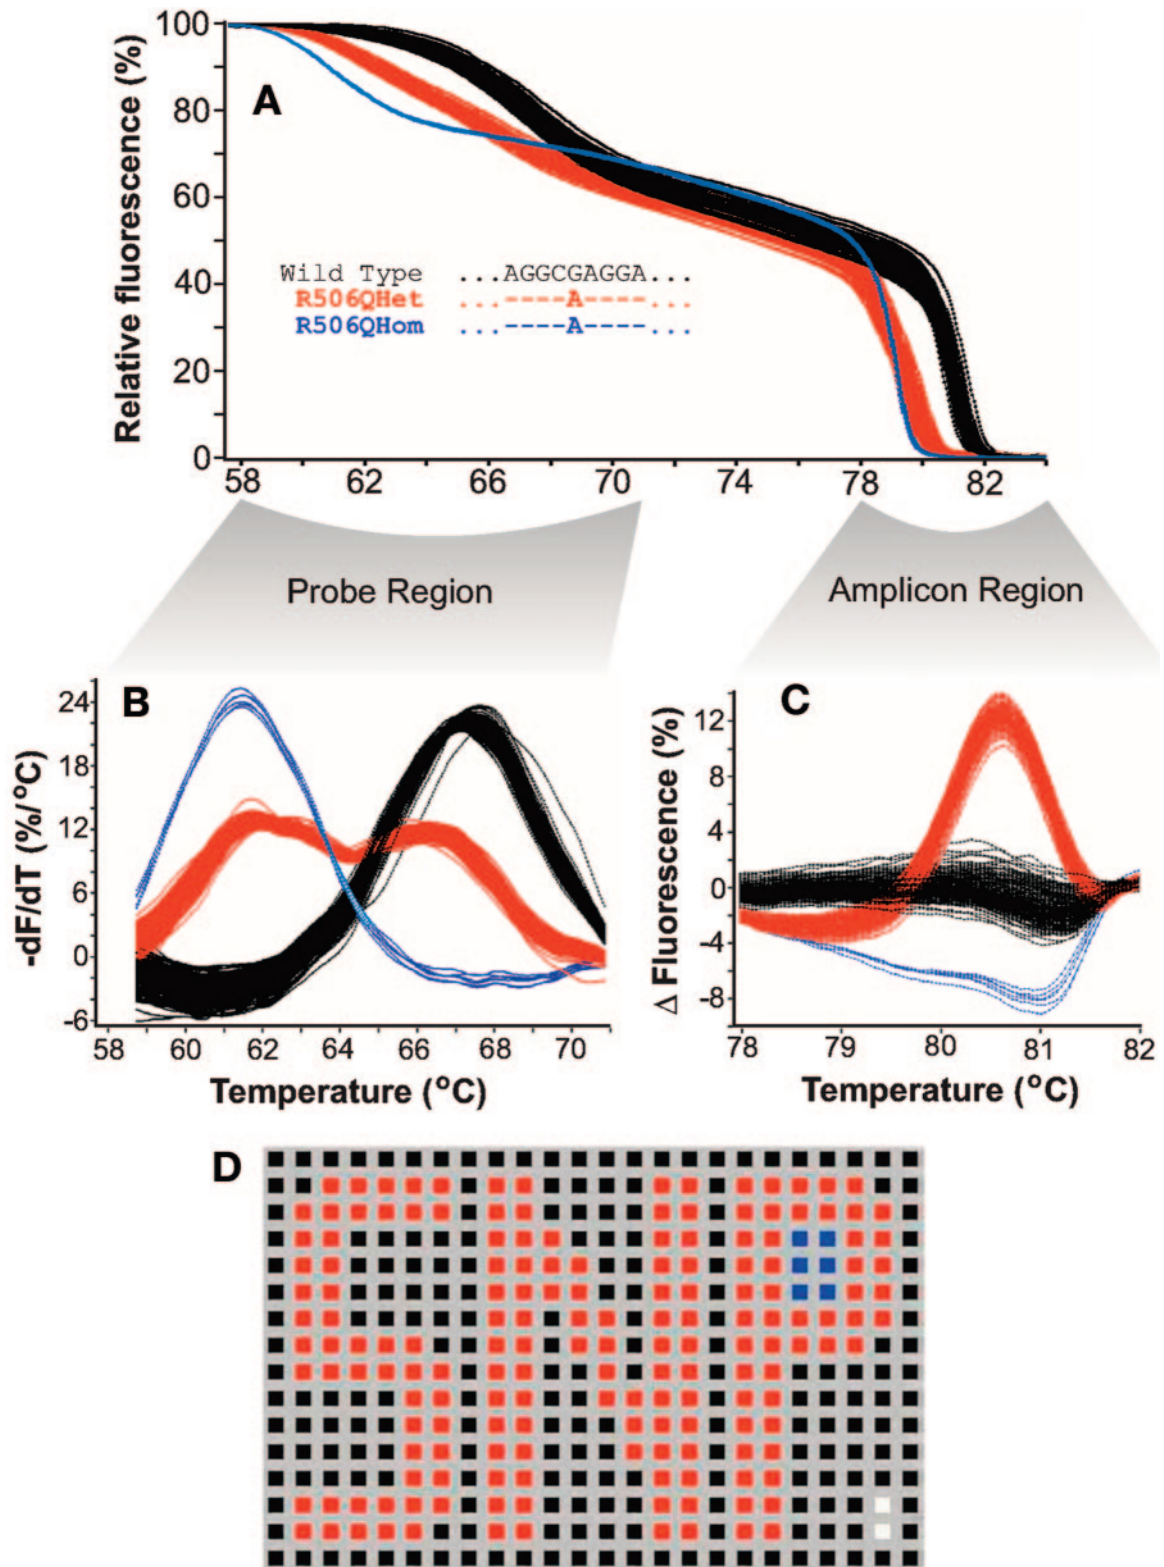 100
80
60
40
20
0
Relative fluorescence (%)
A
Wild Type ...AGGCGAGGA...
R506QHet ...----A----...
R506QHom ...----A----...
58 62 66 70 74 78 82
Probe Region
Amplicon Region
B
24
18
12
6
0
-6
-dF/dT (%/°C)
58 60 62 64 66 68 70
Temperature (°C)
C
12
8
4
0
-4
-8
Δ Fluorescence (%)
78 79 80 81 82
Temperature (°C)
D